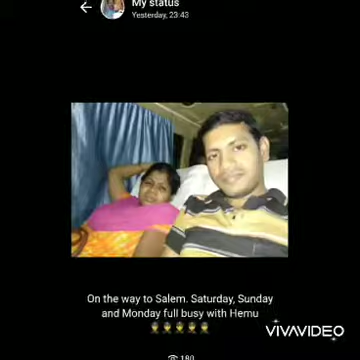 My status
Yesterday, 23:43
On the way to Salem. Saturday, Sunday
and Monday full busy with Hemu
VIVAVIDEO
180